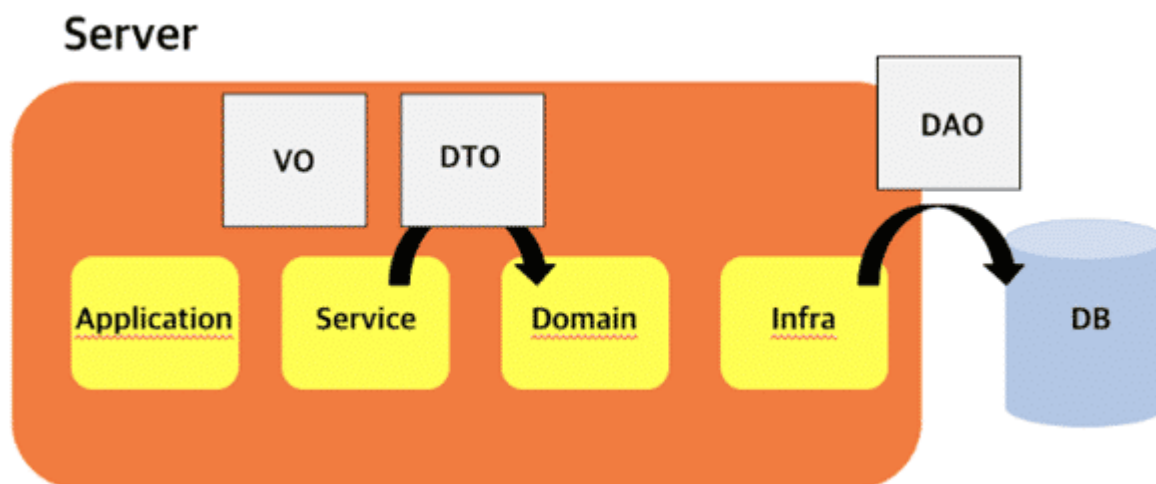 Server
VO
DTO
DAO
Application
Service
Domain
Infra
DB